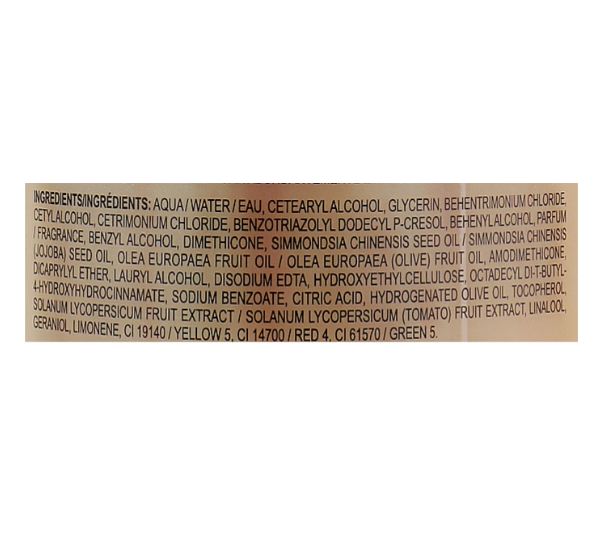 INGREDIENTS/INGRÉDIENTS: AQUA / WATER / EAU, CETEARYL ALCOHOL, GLYCERIN, BEHENTRIMONIUM CHLORIDE,
CETYL ALCOHOL, CETRIMONIUM CHLORIDE, BENZOTRIAZOLYL DODECYL P-CRESOL, BEHENYL ALCOHOL, PARFUM
/ FRAGRANCE, BENZYL ALCOHOL, DIMETHICONE, SIMMONDSIA CHINENSIS SEED OIL / SIMMONDSIA CHINENSIS
(JOJOBA) SEED OIL, OLEA EUROPAEA FRUIT OIL / OLEA EUROPAEA (OLIVE) FRUIT OIL, AMODIMETHICONE,
DICAPRYLYL ETHER, LAURYL ALCOHOL, DISODIUM EDTA, HYDROXYETHYLCELLULOSE, OCTADECYL DI-T-BUTYL-
4-HYDROXYHYDROCINNAMATE, SODIUM BENZOATE, CITRIC ACID, HYDROGENATED OLIVE OIL, TOCOPHEROL,
SOLANUM LYCOPERSICUM FRUIT EXTRACT / SOLANUM LYCOPERSICUM (TOMATO) FRUIT EXTRACT, LINALOOL,
GERANIOL, LIMONENE, CI 19140 / YELLOW 5, CI 14700 / RED 4, CI 61570 / GREEN 5.